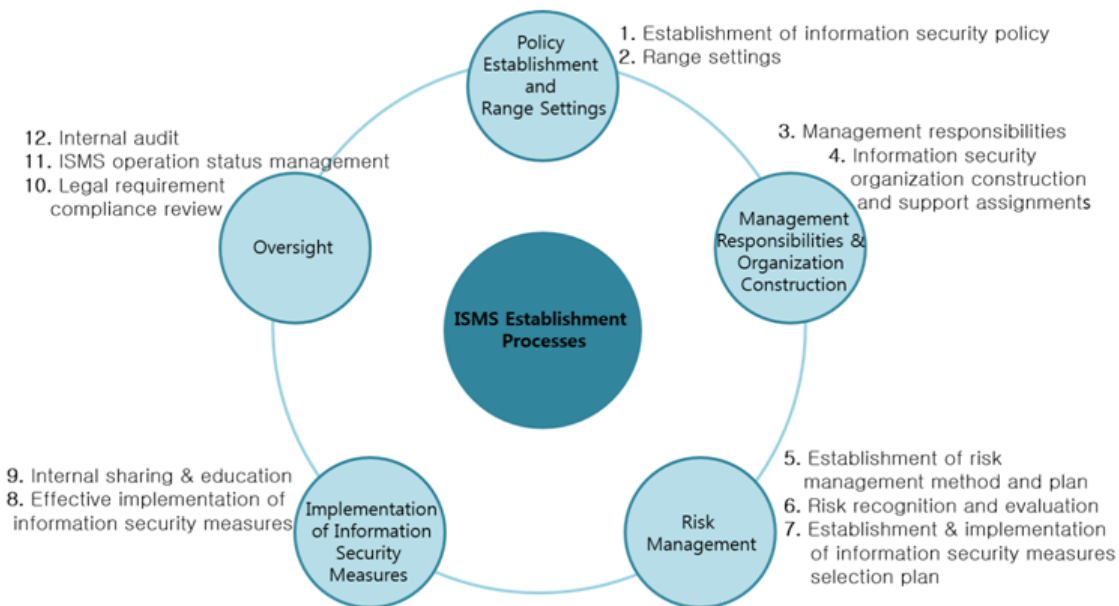 Policy
Establishment
and
Range Settings
1. Establishment of information security policy
2. Range settings
3. Management responsibilities
4. Information security
organization construction
and support assignments
Management
Responsibilities &
Organization
Construction
5. Establishment of risk
management method and plan
6. Risk recognition and evaluation
7. Establishment & implementation
of information security measures
selection plan
Risk
Management
Implementation
of Information
Security
Measures
9. Internal sharing & education
8. Effective implementation of
information security measures
Oversight
12. Internal audit
11. ISMS operation status management
10. Legal requirement
compliance review
ISMS Establishment
Processes